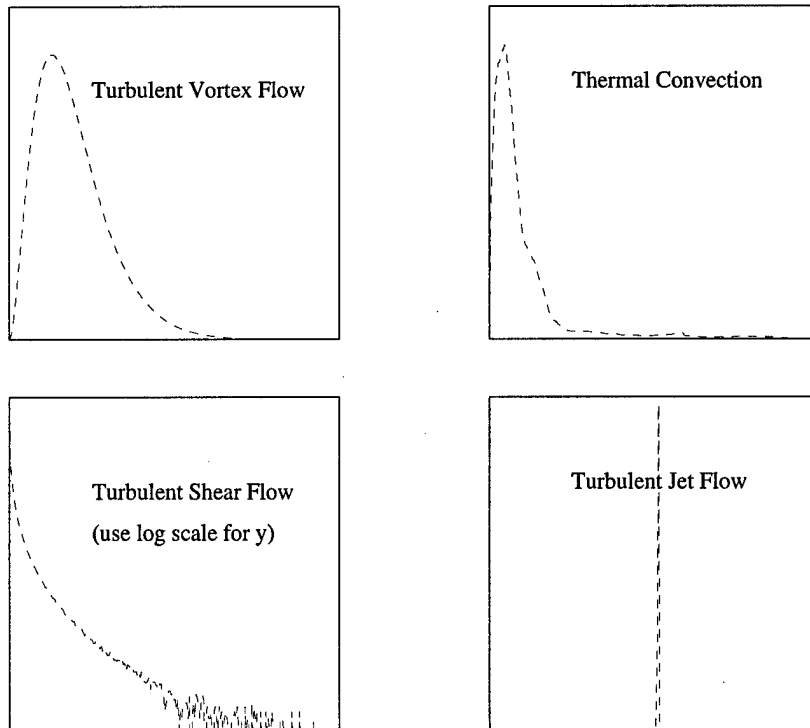 Turbulent Vortex Flow
Thermal Convection
Turbulent Shear Flow
(use log scale for y)
Turbulent Jet Flow